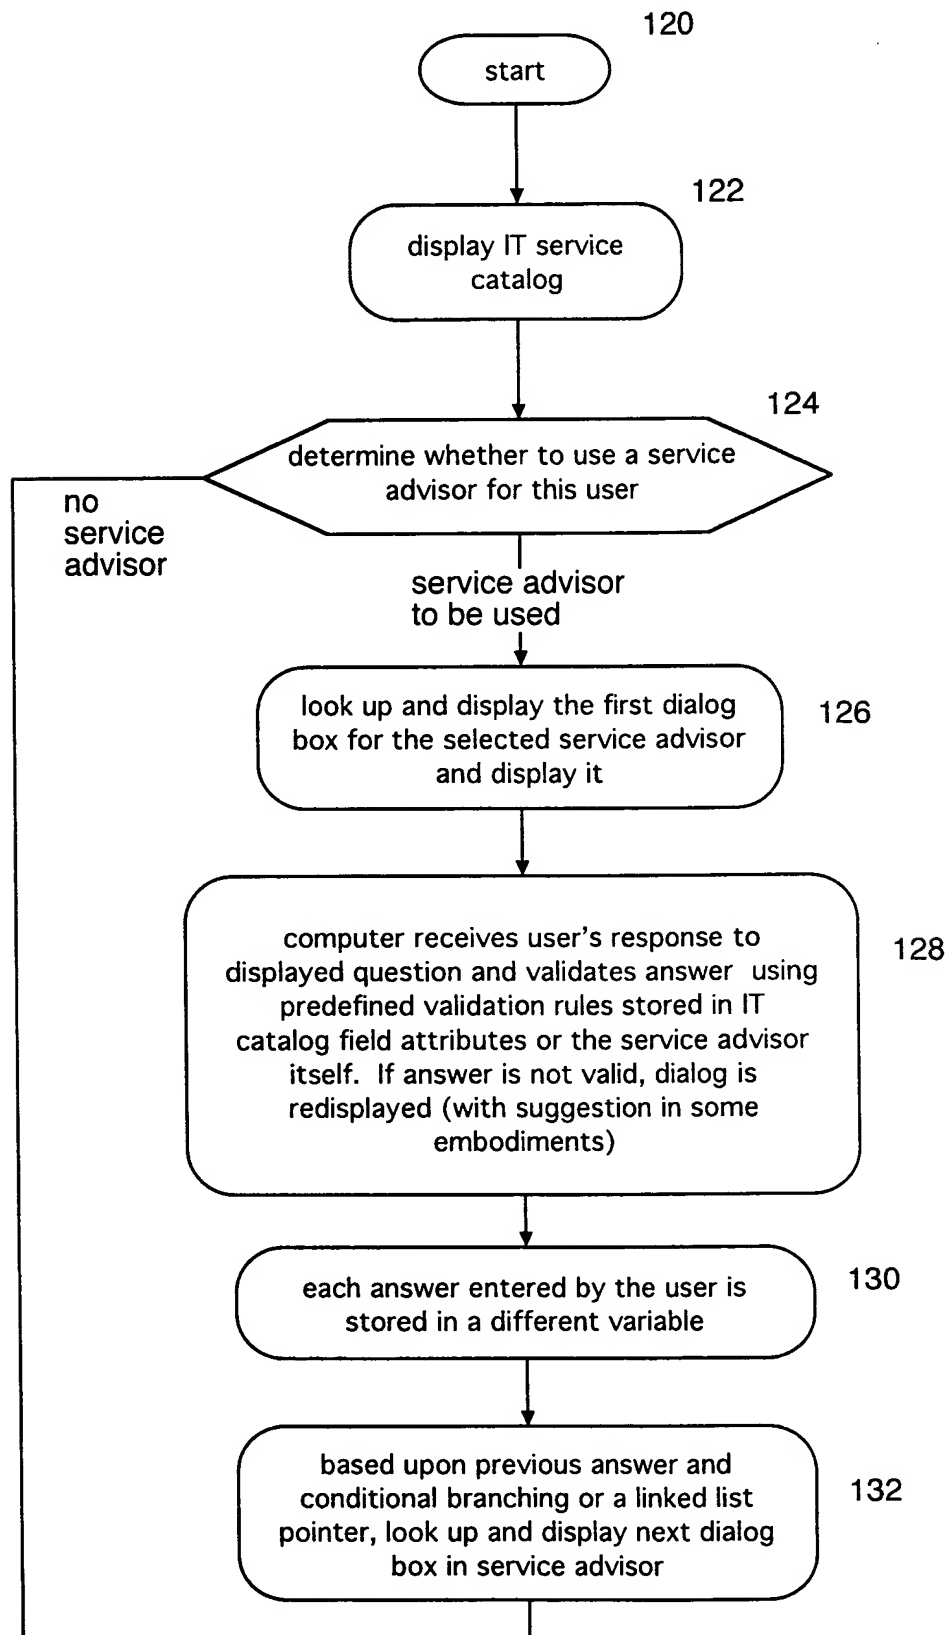 120
start
122
display IT service
catalog
124
determine whether to use a service
advisor for this user
no
service
advisor
service advisor
to be used
look up and display the first dialog
box for the selected service advisor
and display it
126
computer receives user's response to
displayed question and validates answer using
predefined validation rules stored in IT
catalog field attributes or the service advisor
itself. If answer is not valid, dialog is
redisplayed (with suggestion in some
embodiments)
128
each answer entered by the user is
stored in a different variable
130
based upon previous answer and
conditional branching or a linked list
pointer, look up and display next dialog
box in service advisor
132